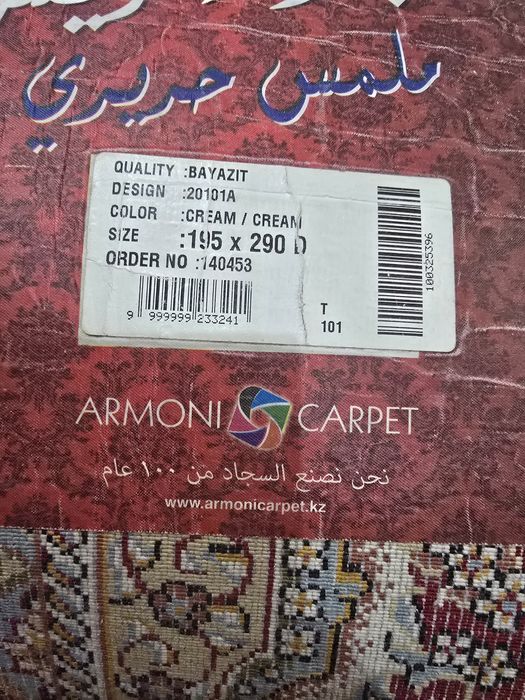 ملمس حريري
QUALITY :BAYAZIT
DESIGN :20101A
COLOR :CREAM / CREAM
SIZE :195 x 290 D
ORDER NO :140453
9 999999 233241
T
101
100325396
ARMONI CARPET
نحن نصنع السجاد من ١٠٠ عام
www.armonicarpet.kz